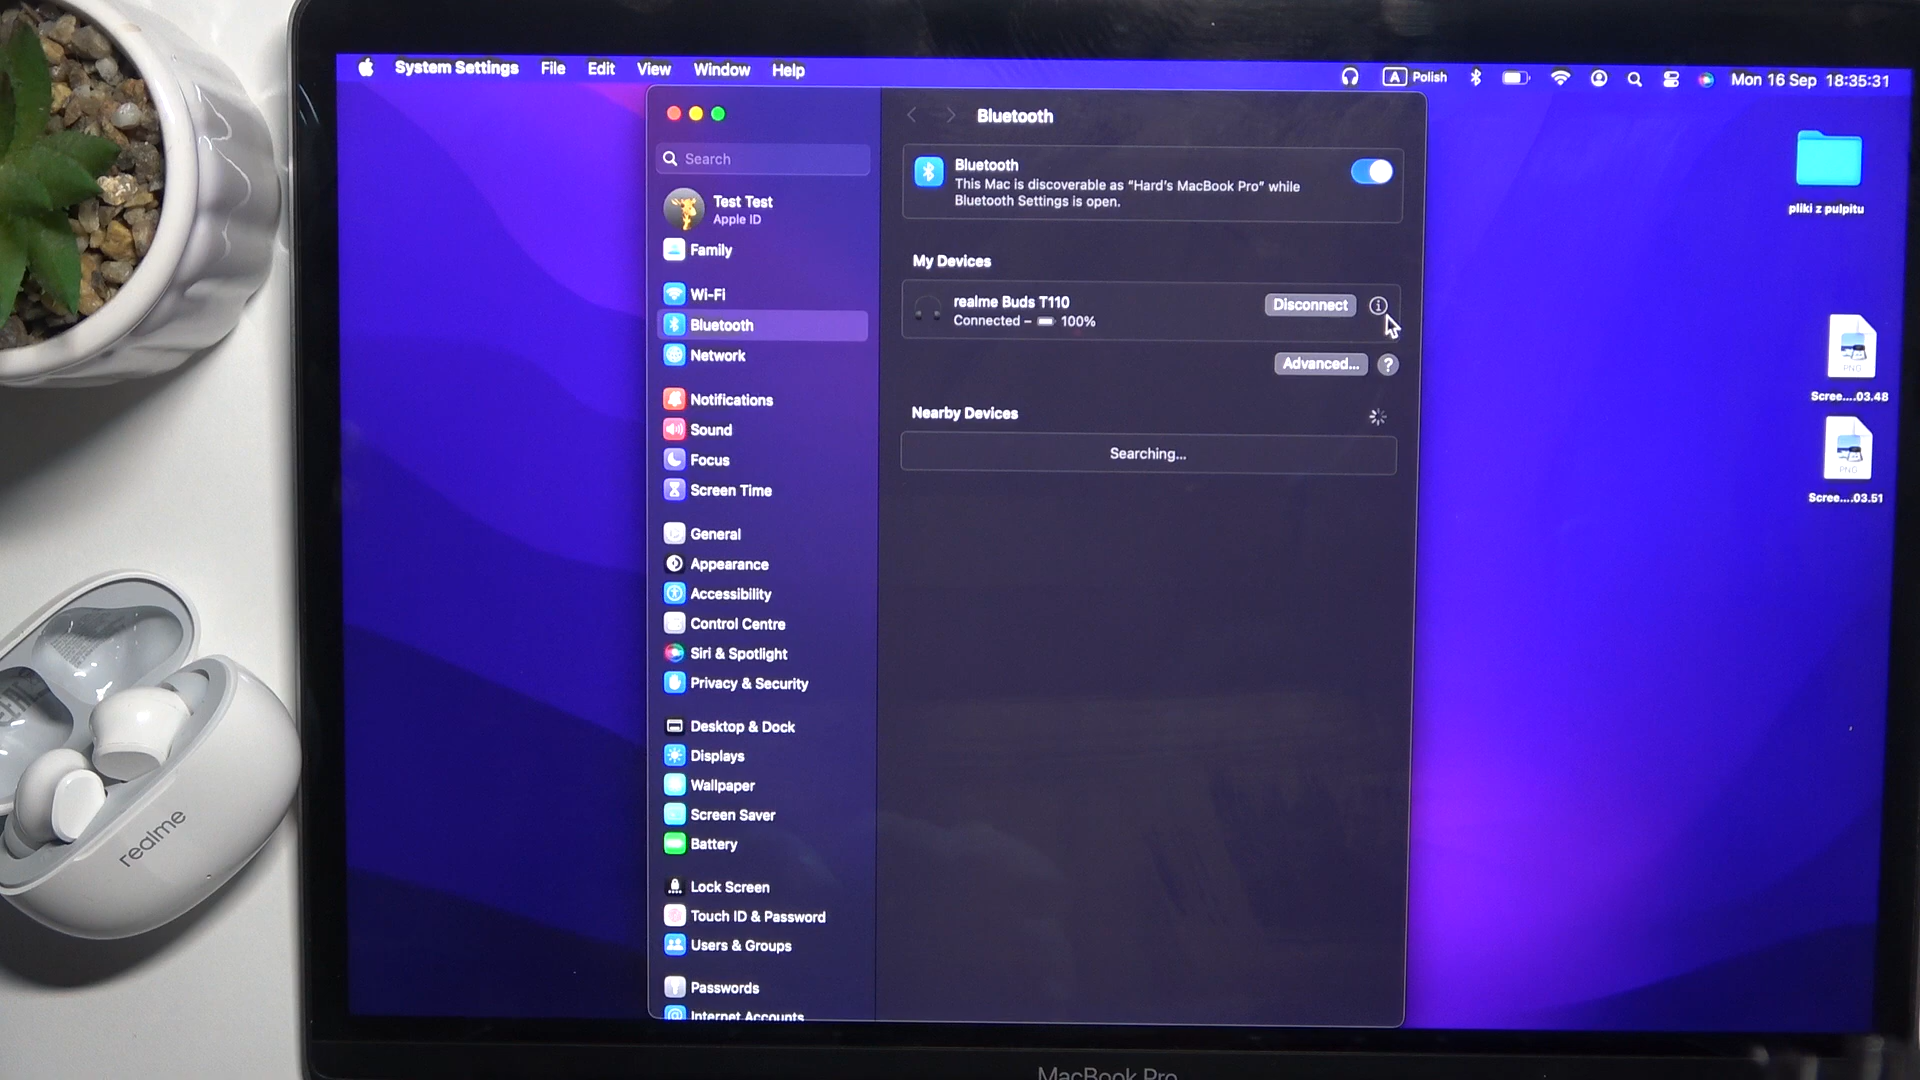 System Settings File Edit View Window Help
A Polish Mon 16 Sep 18:35:31
Search
Test Test
Apple ID
Family
Wi-Fi
Bluetooth
Network
Notifications
Sound
Focus
Screen Time
General
Appearance
Accessibility
Control Centre
Siri & Spotlight
Privacy & Security
Desktop & Dock
Displays
Wallpaper
Screen Saver
Battery
Lock Screen
Touch ID & Password
Users & Groups
Passwords
Internet Accounts
Bluetooth
Bluetooth
This Mac is discoverable as “Hard’s MacBook Pro” while
Bluetooth Settings is open.
My Devices
realme Buds T110
Connected – 100%
Disconnect
Advanced...
?
Nearby Devices
Searching...
pliki z pulpitu
PNG
Scree....03.48
PNG
Scree....03.51
realme
MacBook Pro